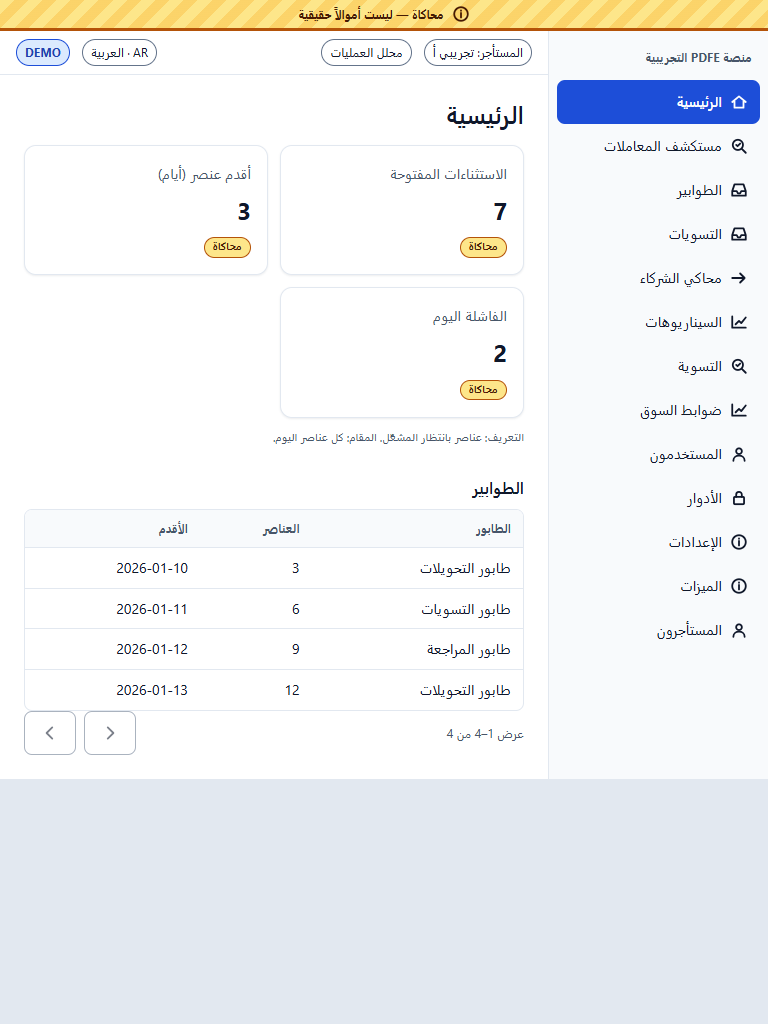 محاكاة — ليست أموالاً حقيقية
منصة PDFE التجريبية
الرئيسية
مستكشف المعاملات
الطوابير
التسويات
محاكي الشركاء
السيناريوهات
التسوية
ضوابط السوق
المستخدمون
الأدوار
الإعدادات
الميزات
المستأجرون
المستأجر: تجريبي أ
محلل العمليات
AR · العربية
DEMO
الرئيسية
الاستثناءات المفتوحة
7
محاكاة
أقدم عنصر (أيام)
3
محاكاة
الفاشلة اليوم
2
محاكاة
التعريف: عناصر بانتظار المشغّل. المقام: كل عناصر اليوم.
الطوابير
الطابور العناصر الأقدم
طابور التحويلات 3 2026-01-10
طابور التسويات 6 2026-01-11
طابور المراجعة 9 2026-01-12
طابور التحويلات 12 2026-01-13
عرض 1–4 من 4